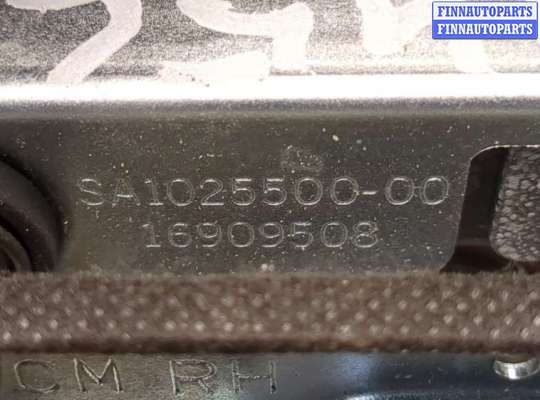 FINNAUTOPARTS
FINNAUTOPARTS
SA1025500-00
16909508
CM RH